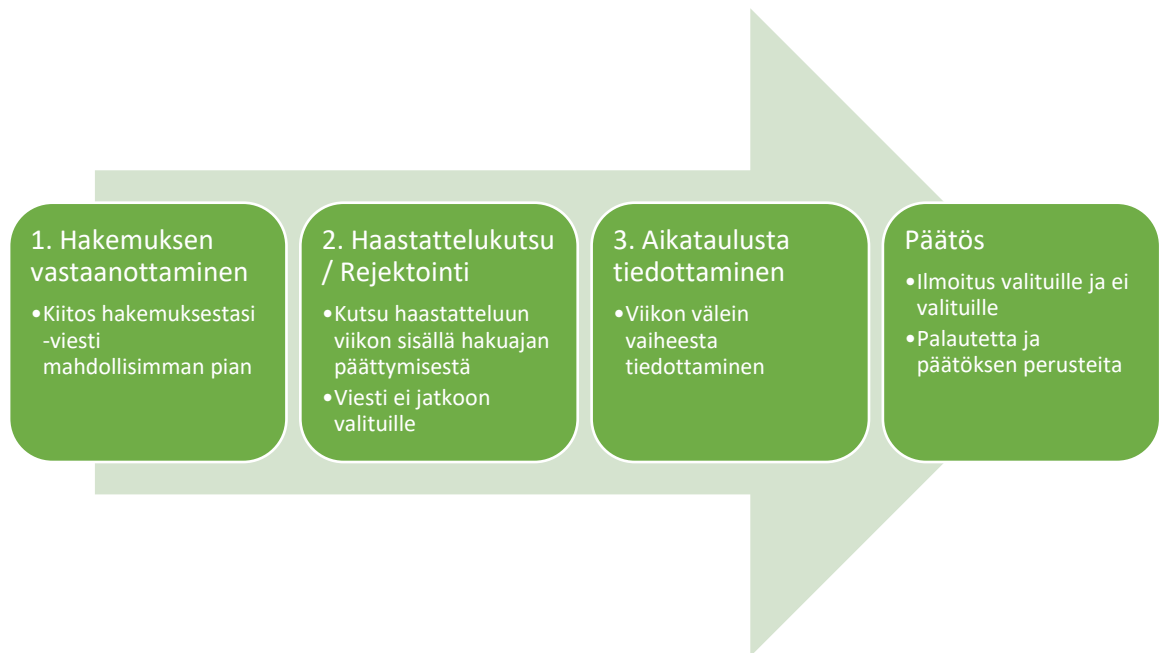 1. Hakemuksen
vastaanottaminen
•Kiitos hakemuksestasi
-viesti
mahdollisimman pian
2. Haastattelukutsu
/ Rejektointi
•Kutsu haastatteluun
viikon sisällä hakuajan
päättymisestä
•Viesti ei jatkoon
valituille
3. Aikataulusta
tiedottaminen
•Viikon välein
vaiheesta
tiedottaminen
Päätös
•Ilmoitus valituille ja ei
valituille
•Palautetta ja
päätöksen perusteita